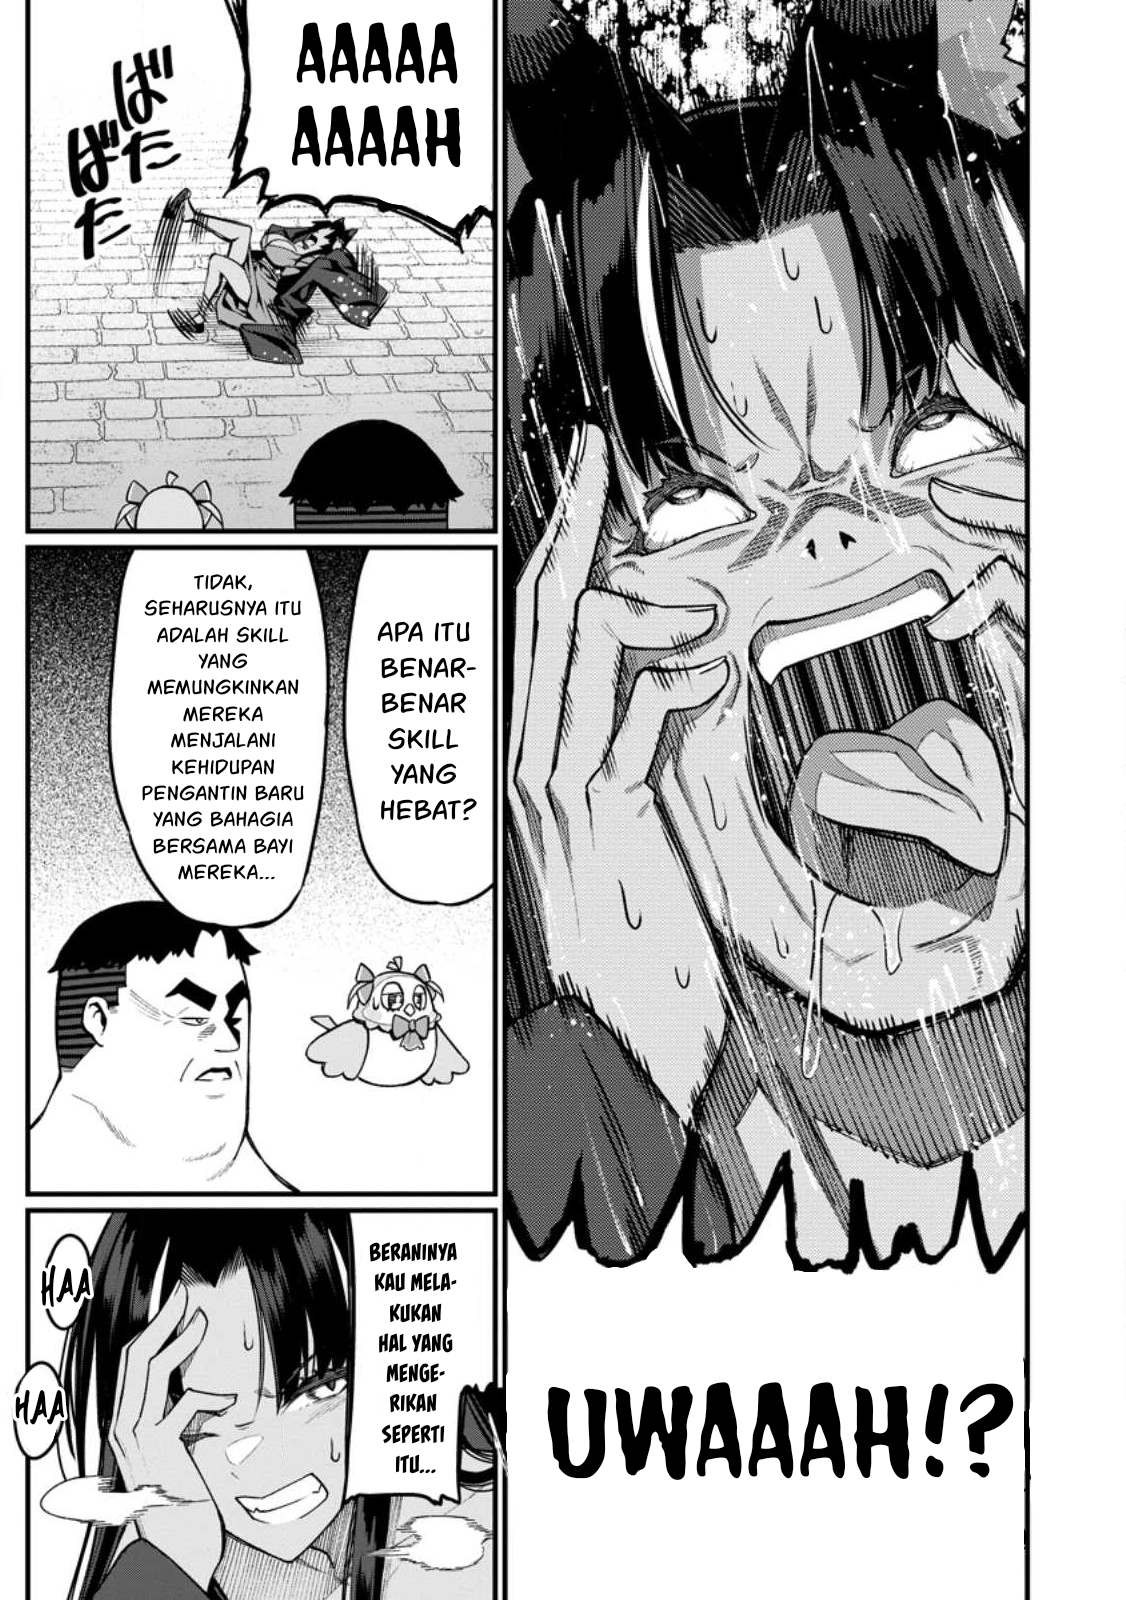 UWAAAH!?
AAAAA
AAAAH
ばたばた
APA ITU
BENAR-
BENAR
SKILL
YANG
HEBAT?
TIDAK,
SEHARUSNYA ITU
ADALAH SKILL
YANG
MEMUNGKINKAN
MEREKA
MENJALANI
KEHIDUPAN
PENGANTIN BARU
YANG BAHAGIA
BERSAMA BAYI
MEREKA...
BERANINYA
KAU MELA-
KUKAN
HAL YANG
MENGE-
RIKAN
SEPERTI
ITU...
HAA
HAA